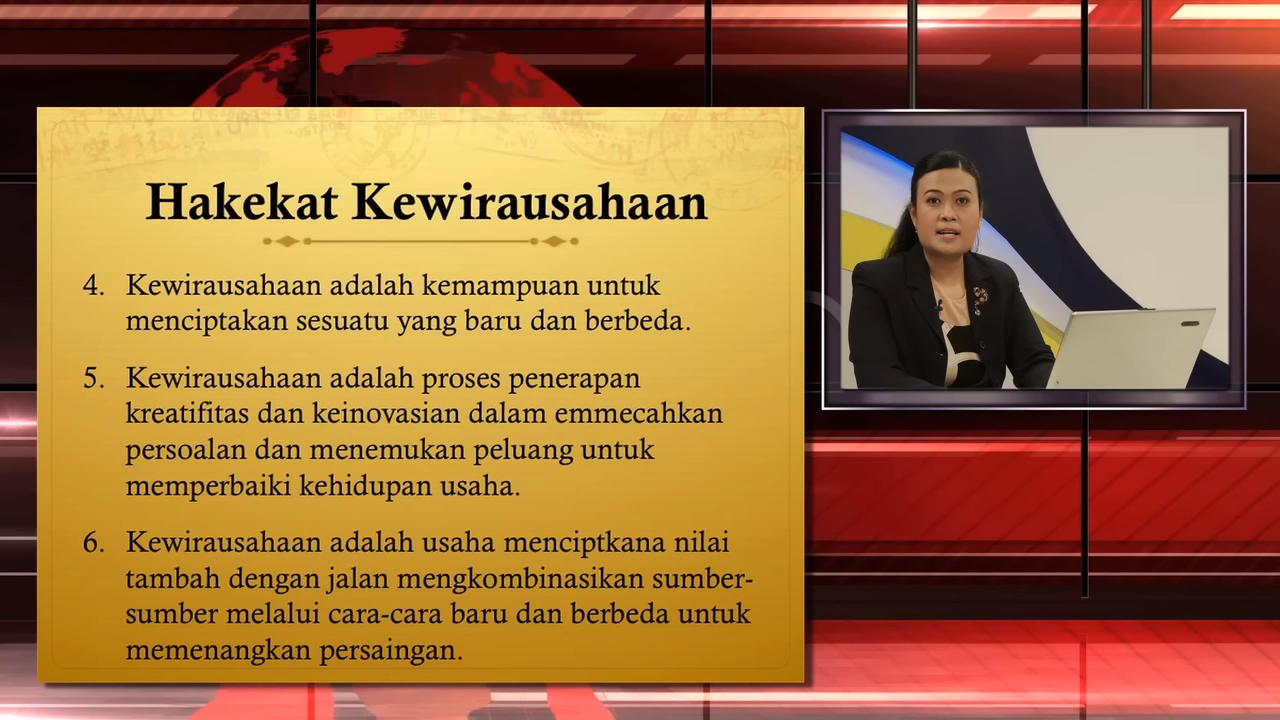 Hakekat Kewirausahaan
4. Kewirausahaan adalah kemampuan untuk
menciptakan sesuatu yang baru dan berbeda.
5. Kewirausahaan adalah proses penerapan
kreatifitas dan keinovasian dalam emmecahkan
persoalan dan menemukan peluang untuk
memperbaiki kehidupan usaha.
6. Kewirausahaan adalah usaha menciptkana nilai
tambah dengan jalan mengkombinasikan sumber-
sumber melalui cara-cara baru dan berbeda untuk
memenangkan persaingan.